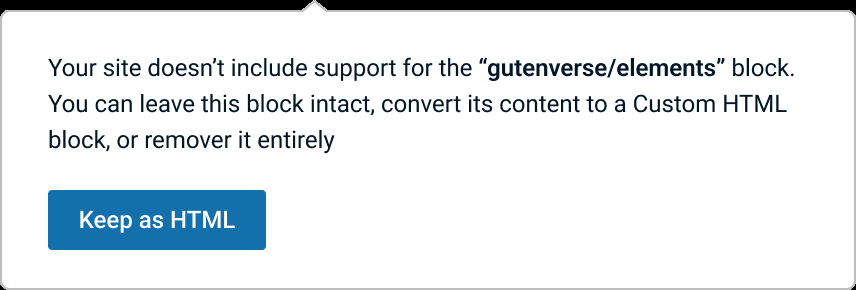 Your site doesn’t include support for the “gutenverse/elements” block.
You can leave this block intact, convert its content to a Custom HTML
block, or remover it entirely
Keep as HTML